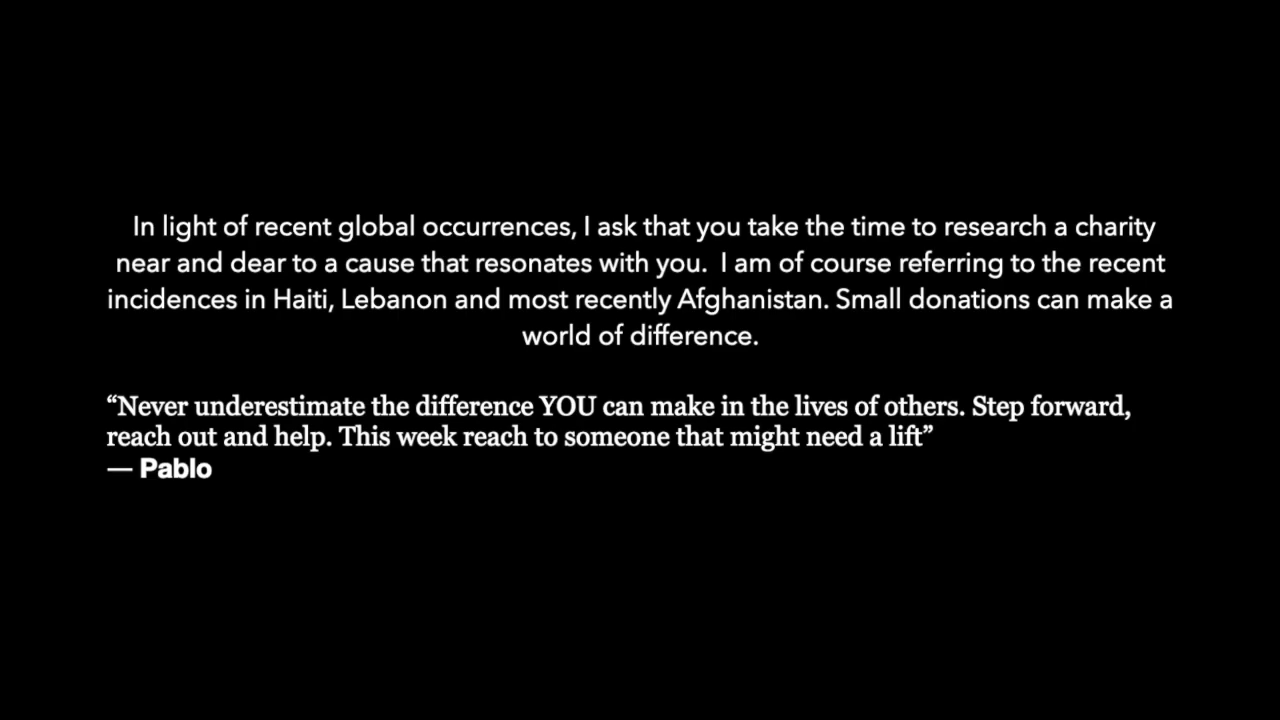 In light of recent global occurrences, I ask that you take the time to research a charity
near and dear to a cause that resonates with you.  I am of course referring to the recent
incidences in Haiti, Lebanon and most recently Afghanistan. Small donations can make a
world of difference.
“Never underestimate the difference YOU can make in the lives of others. Step forward,
reach out and help. This week reach to someone that might need a lift”
— Pablo